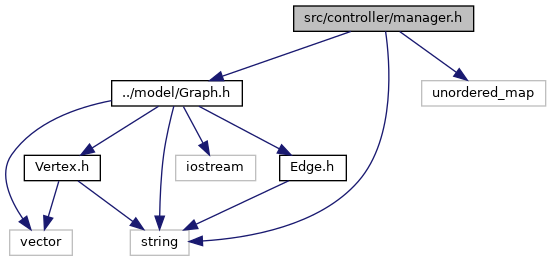 src/controller/manager.h
../model/Graph.h
unordered_map
Vertex.h
iostream
Edge.h
vector
string